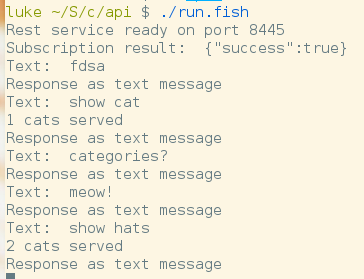 luke ~/S/c/api $ ./run.fish
Rest service ready on port 8445
Subscription result:  {"success":true}
Text:  fdsa
Response as text message
Text:  show cat
1 cats served
Response as text message
Text:  categories?
Response as text message
Text:  meow!
Response as text message
Text:  show hats
2 cats served
Response as text message